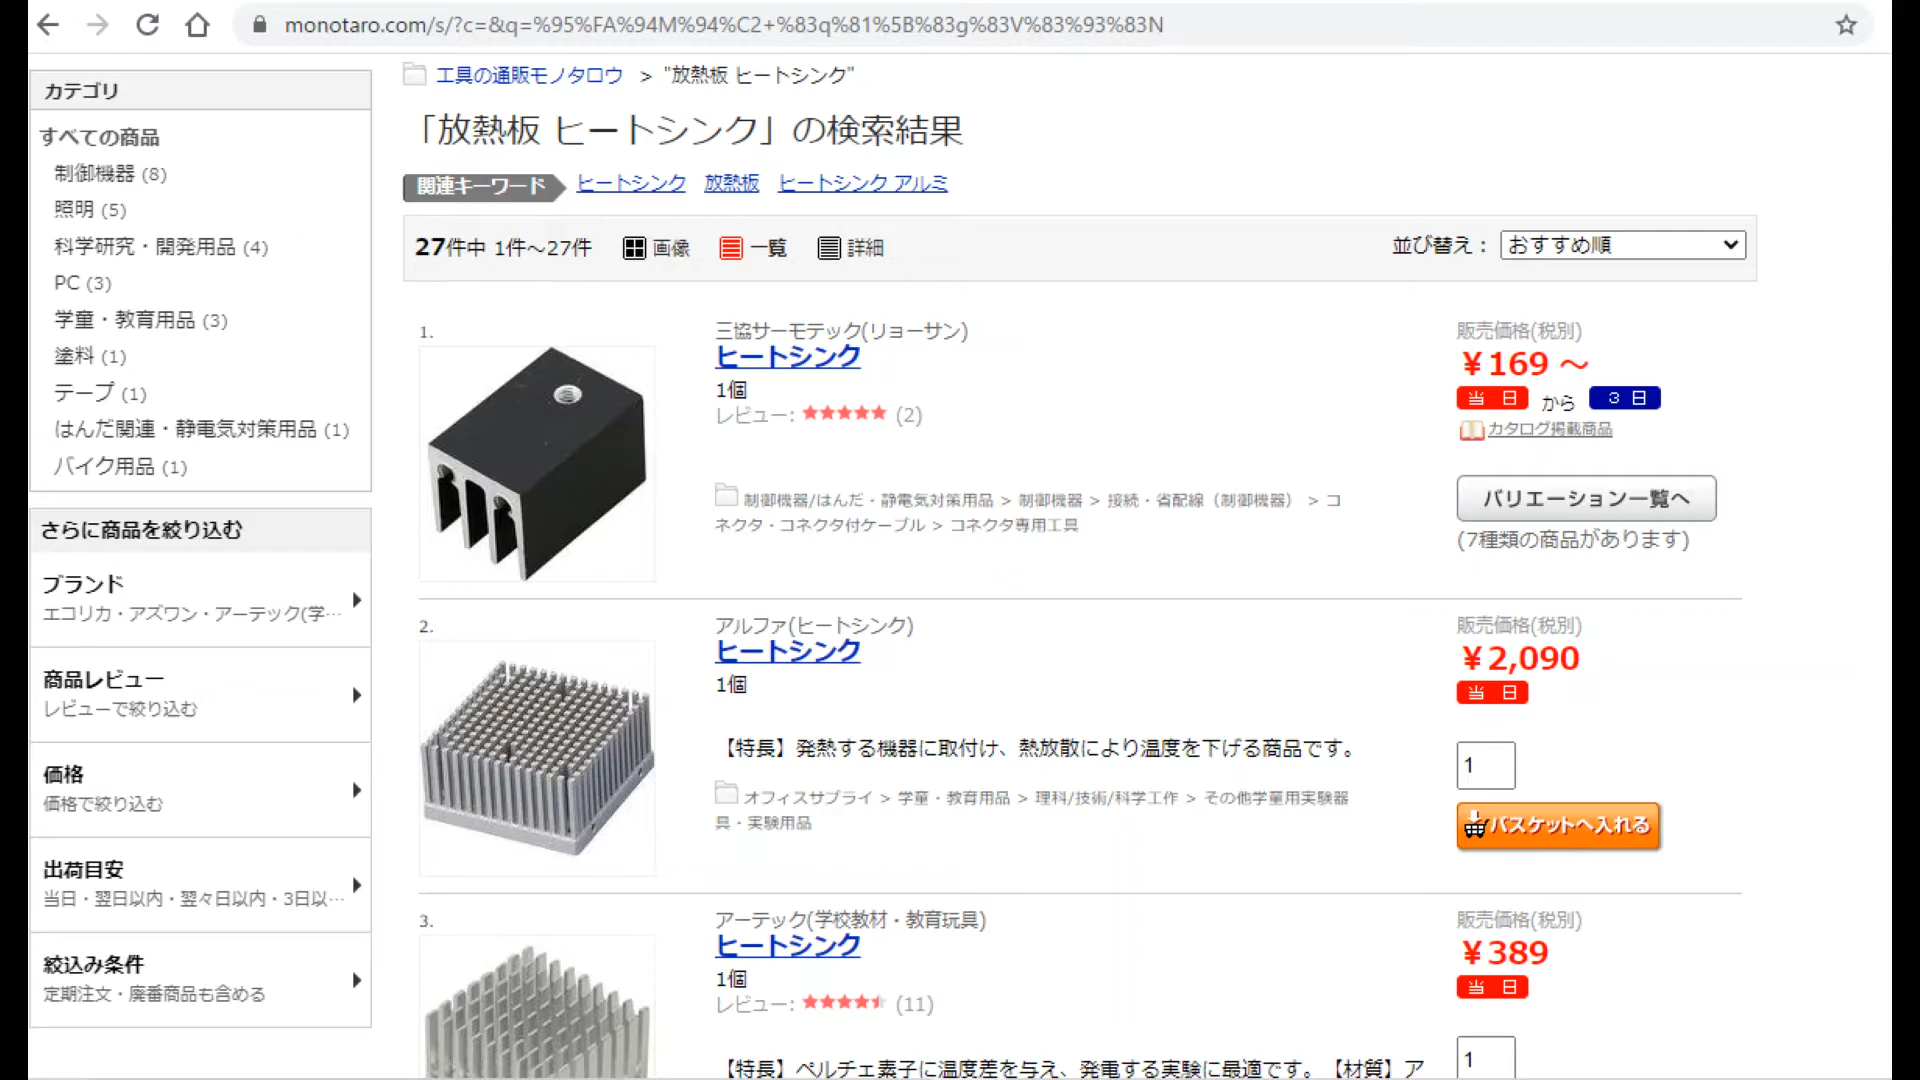 monotaro.com/s/?c=&q=%95%FA%94M%94%C2+%83q%81%5B%83g%83V%83%93%83N
カテゴリ
すべての商品
制御機器 (8)
照明 (5)
科学研究・開発用品 (4)
PC (3)
学童・教育用品 (3)
塗料 (1)
テープ (1)
はんだ関連・静電気対策用品 (1)
バイク用品 (1)
さらに商品を絞り込む
ブランド
エコリカ・アズワン・アーテック(学…
商品レビュー
レビューで絞り込む
価格
価格で絞り込む
出荷目安
当日・翌日以内・翌々日以内・3日以…
絞込み条件
定期注文・廃番商品も含める
工具の通販モノタロウ > "放熱板 ヒートシンク"
「放熱板 ヒートシンク」の検索結果
関連キーワード ヒートシンク 放熱板 ヒートシンク アルミ
27件中 1件～27件 画像 一覧 詳細 並び替え： おすすめ順
1.
三協サーモテック(リョーサン)
ヒートシンク
1個
レビュー: ★★★★★ (2)
制御機器/はんだ・静電気対策用品 > 制御機器 > 接続・省配線（制御機器） > コ
ネクタ・コネクタ付ケーブル > コネクタ専用工具
販売価格(税別)
￥169 ～
当 日 から 3 日
カタログ掲載商品
バリエーション一覧へ
(7種類の商品があります)
2.
アルファ(ヒートシンク)
ヒートシンク
1個
【特長】発熱する機器に取付け、熱放散により温度を下げる商品です。
オフィスサプライ > 学童・教育用品 > 理科/技術/科学工作 > その他学童用実験器
具・実験用品
販売価格(税別)
￥2,090
当 日
1
バスケットへ入れる
3.
アーテック(学校教材・教育玩具)
ヒートシンク
1個
レビュー: (11)
【特長】ペルチェ素子に温度差を与え、発電する実験に最適です。【材質】ア
販売価格(税別)
￥389
当 日
1